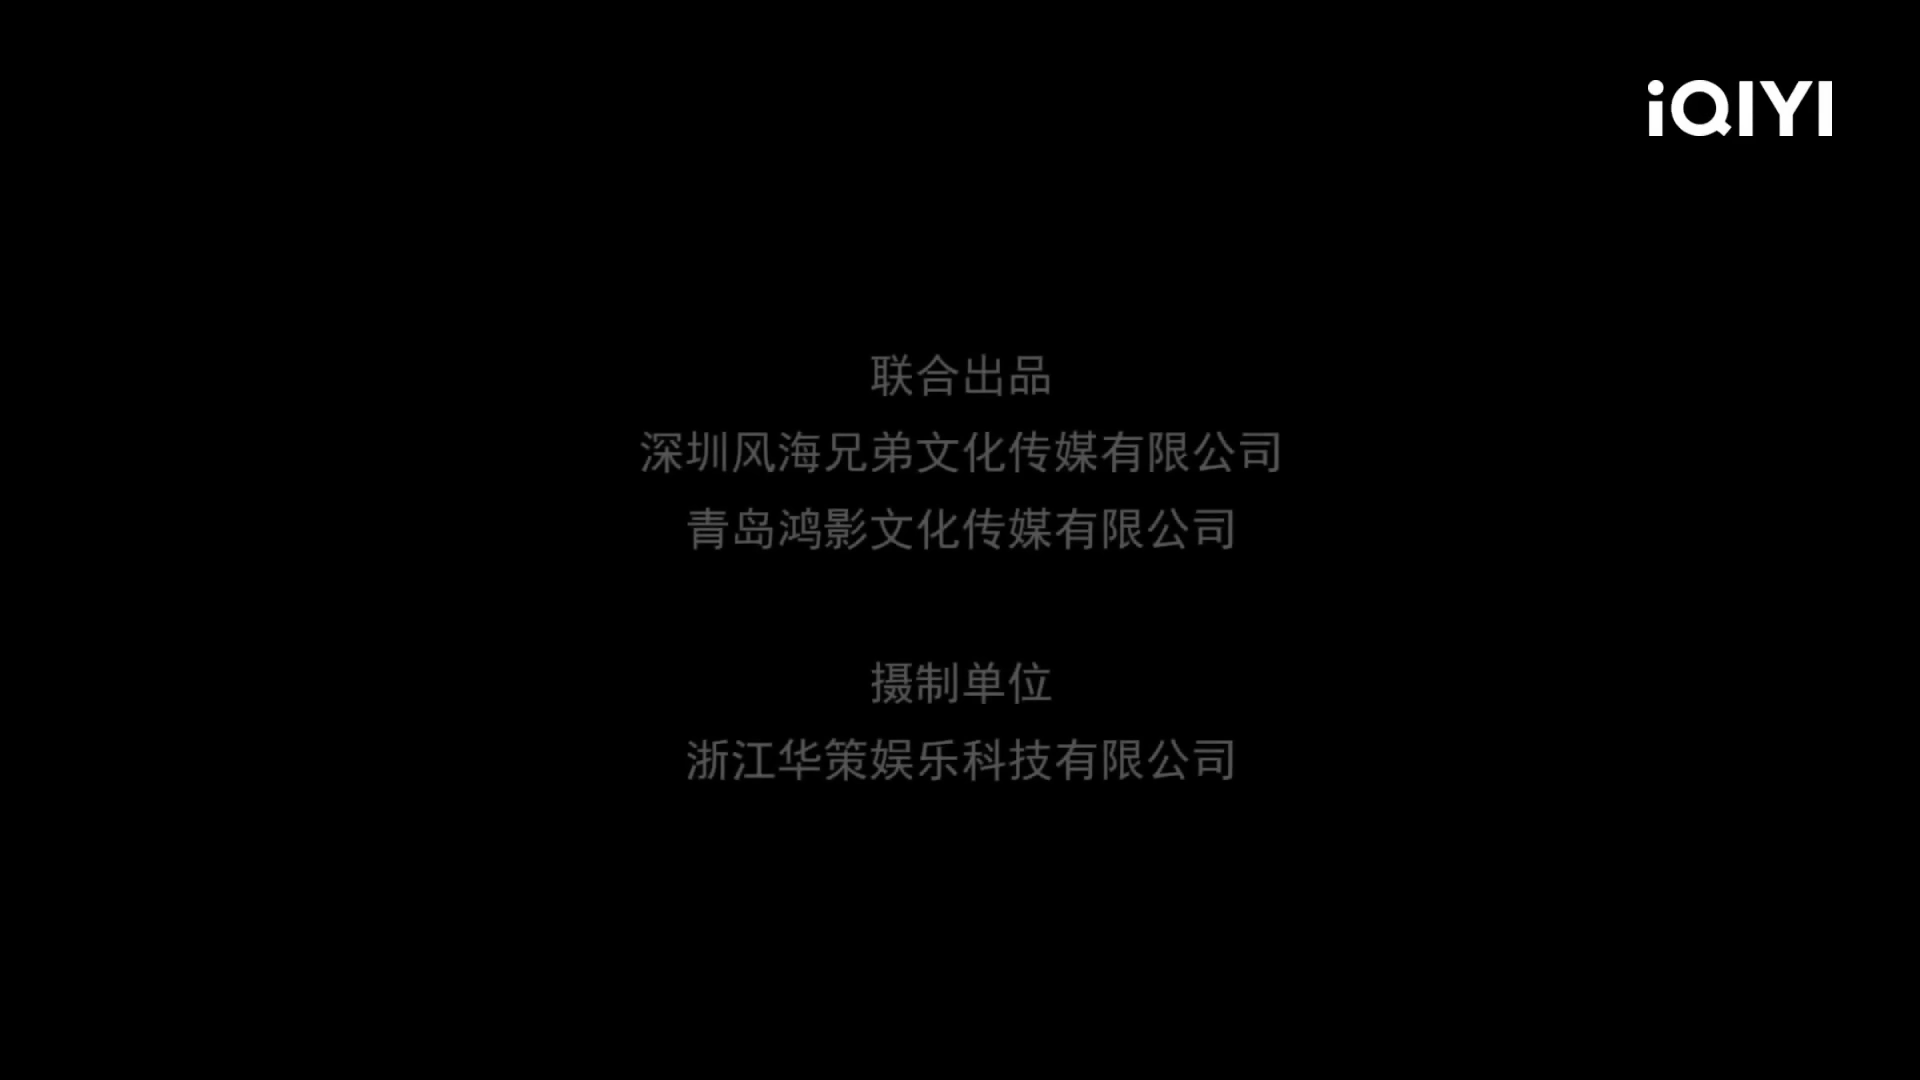 iQIYI
联合出品
深圳风海兄弟文化传媒有限公司
青岛鸿影文化传媒有限公司
摄制单位
浙江华策娱乐科技有限公司